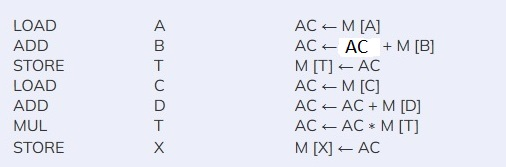 LOAD A AC ← M [A]
ADD B AC ← AC + M [B]
STORE T M [T] ← AC
LOAD C AC ← M [C]
ADD D AC ← AC + M [D]
MUL T AC ← AC * M [T]
STORE X M [X] ← AC